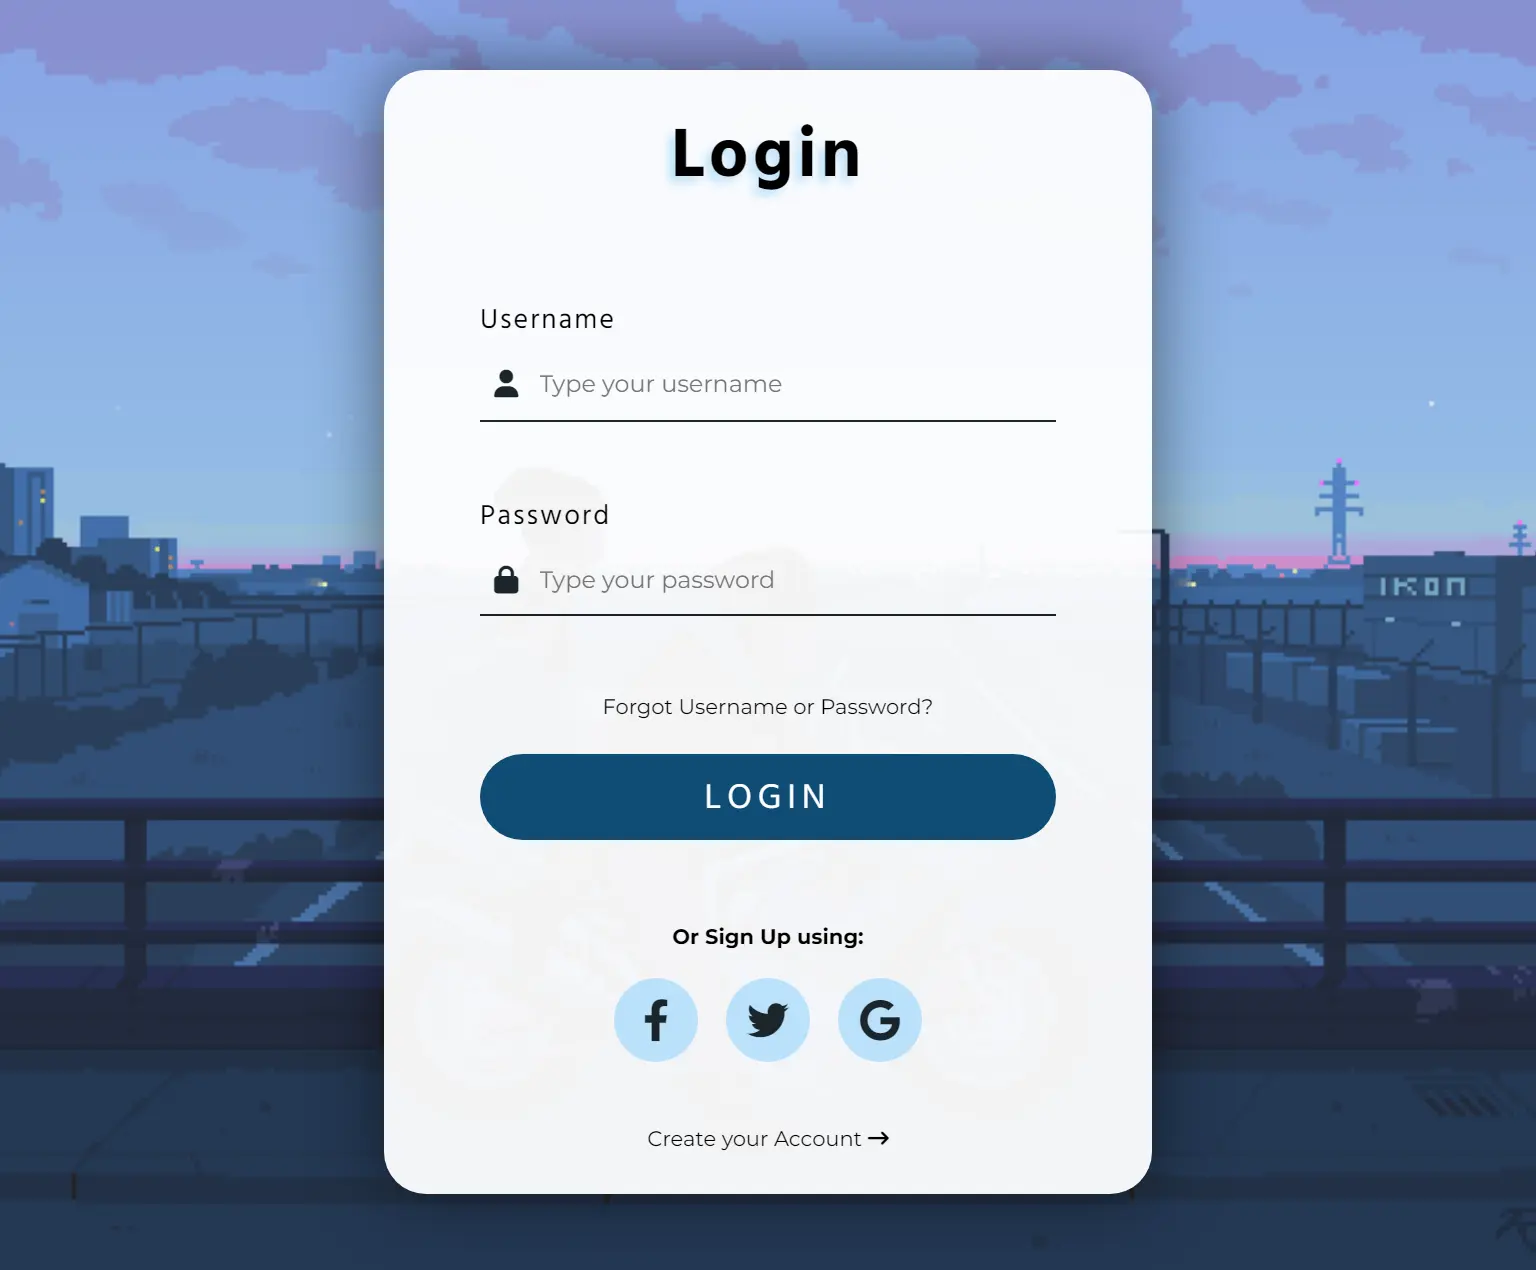 Login
Username
Type your username
Password
Type your password
Forgot Username or Password?
LOGIN
Or Sign Up using:
Create your Account →
IKON